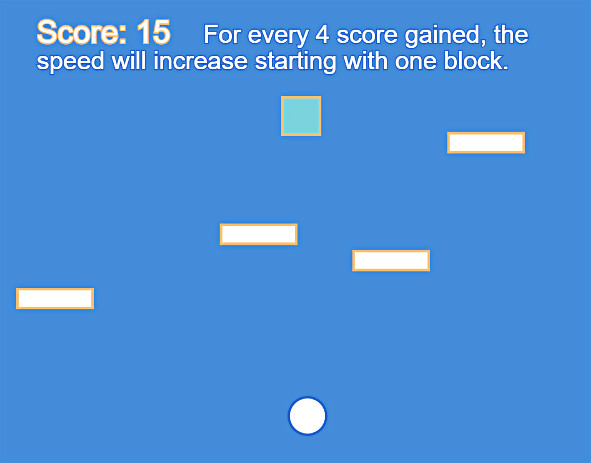 Score: 15 For every 4 score gained, the
speed will increase starting with one block.